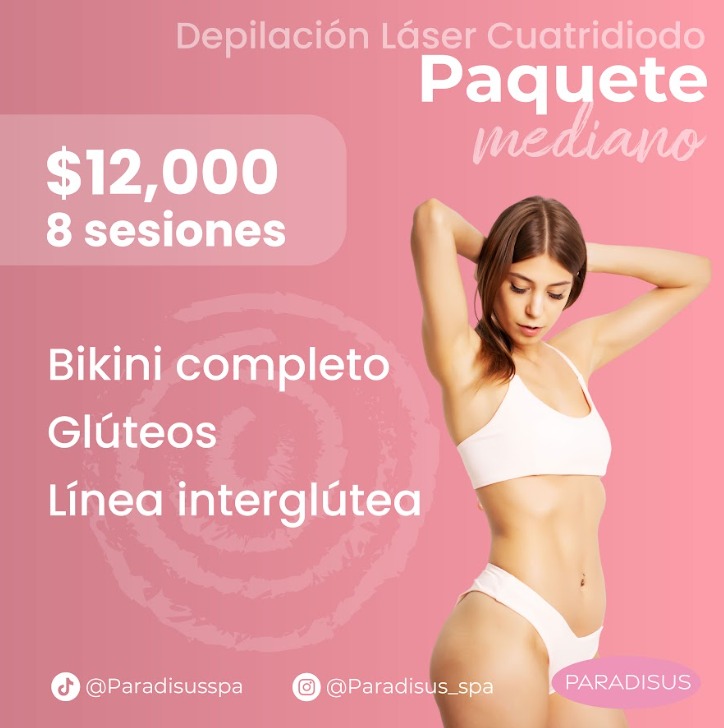 Depilación Láser Cuatridiodo
Paquete
mediano
$12,000
8 sesiones
Bikini completo
Glúteos
Línea interglútea
@Paradisusspa
@Paradisus_spa
PARADISUS